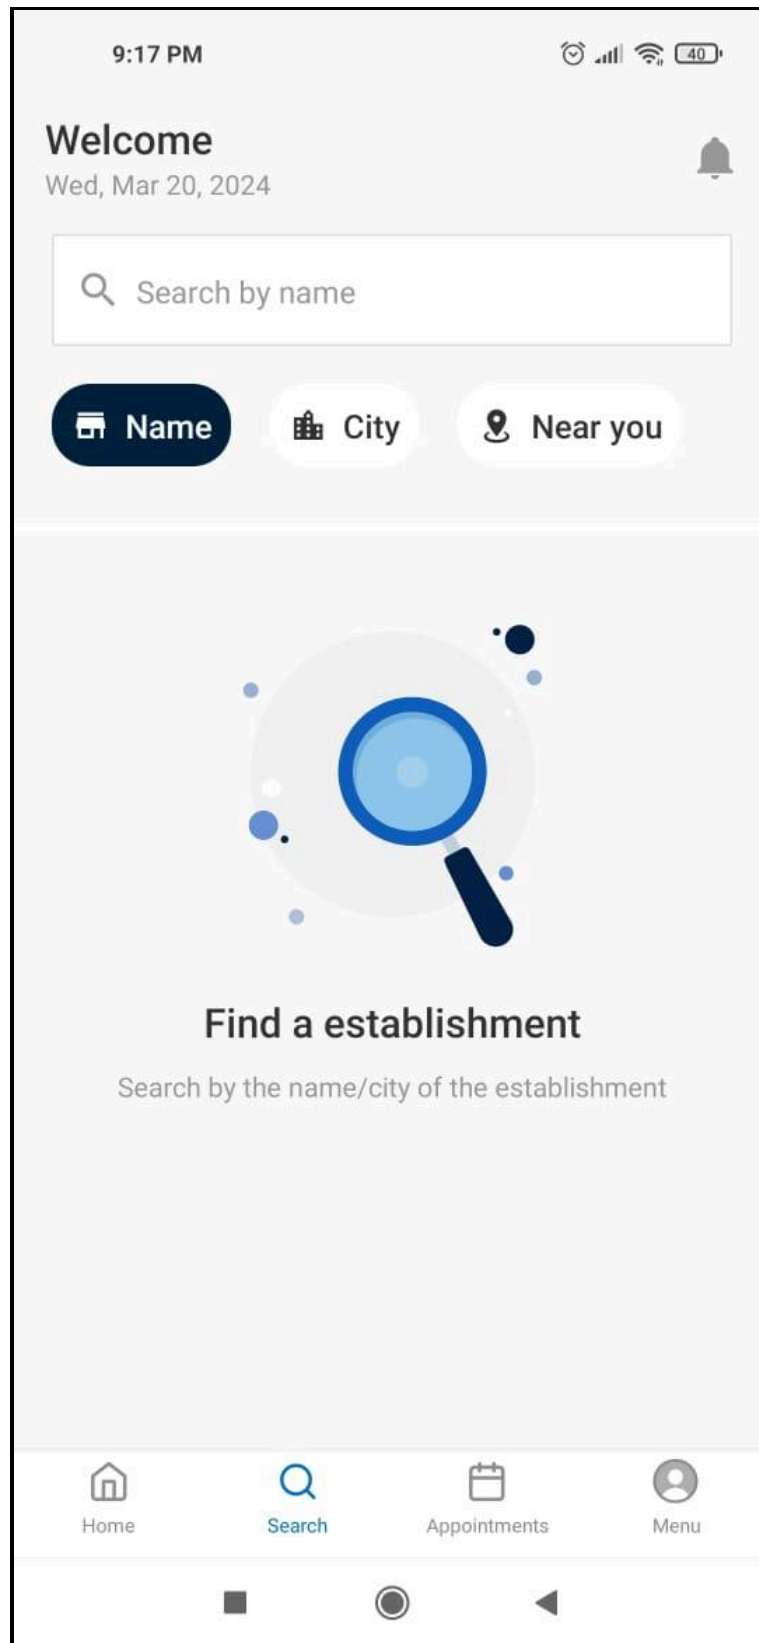 9:17 PM 40
Welcome
Wed, Mar 20, 2024
Search by name
Name City Near you
Find a establishment
Search by the name/city of the establishment
Home Search Appointments Menu